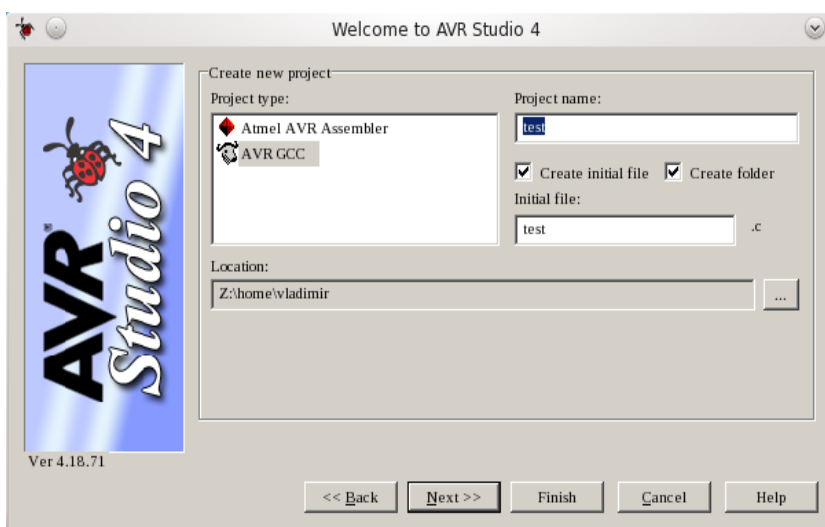 Welcome to AVR Studio 4
Create new project
Project type:
Atmel AVR Assembler
AVR GCC
Project name:
test
Create initial file
Create folder
Initial file:
test
.c
Location:
Z:\home\vladimir
...
AVR®
Studio 4
Ver 4.18.71
<< Back
Next >>
Finish
Cancel
Help